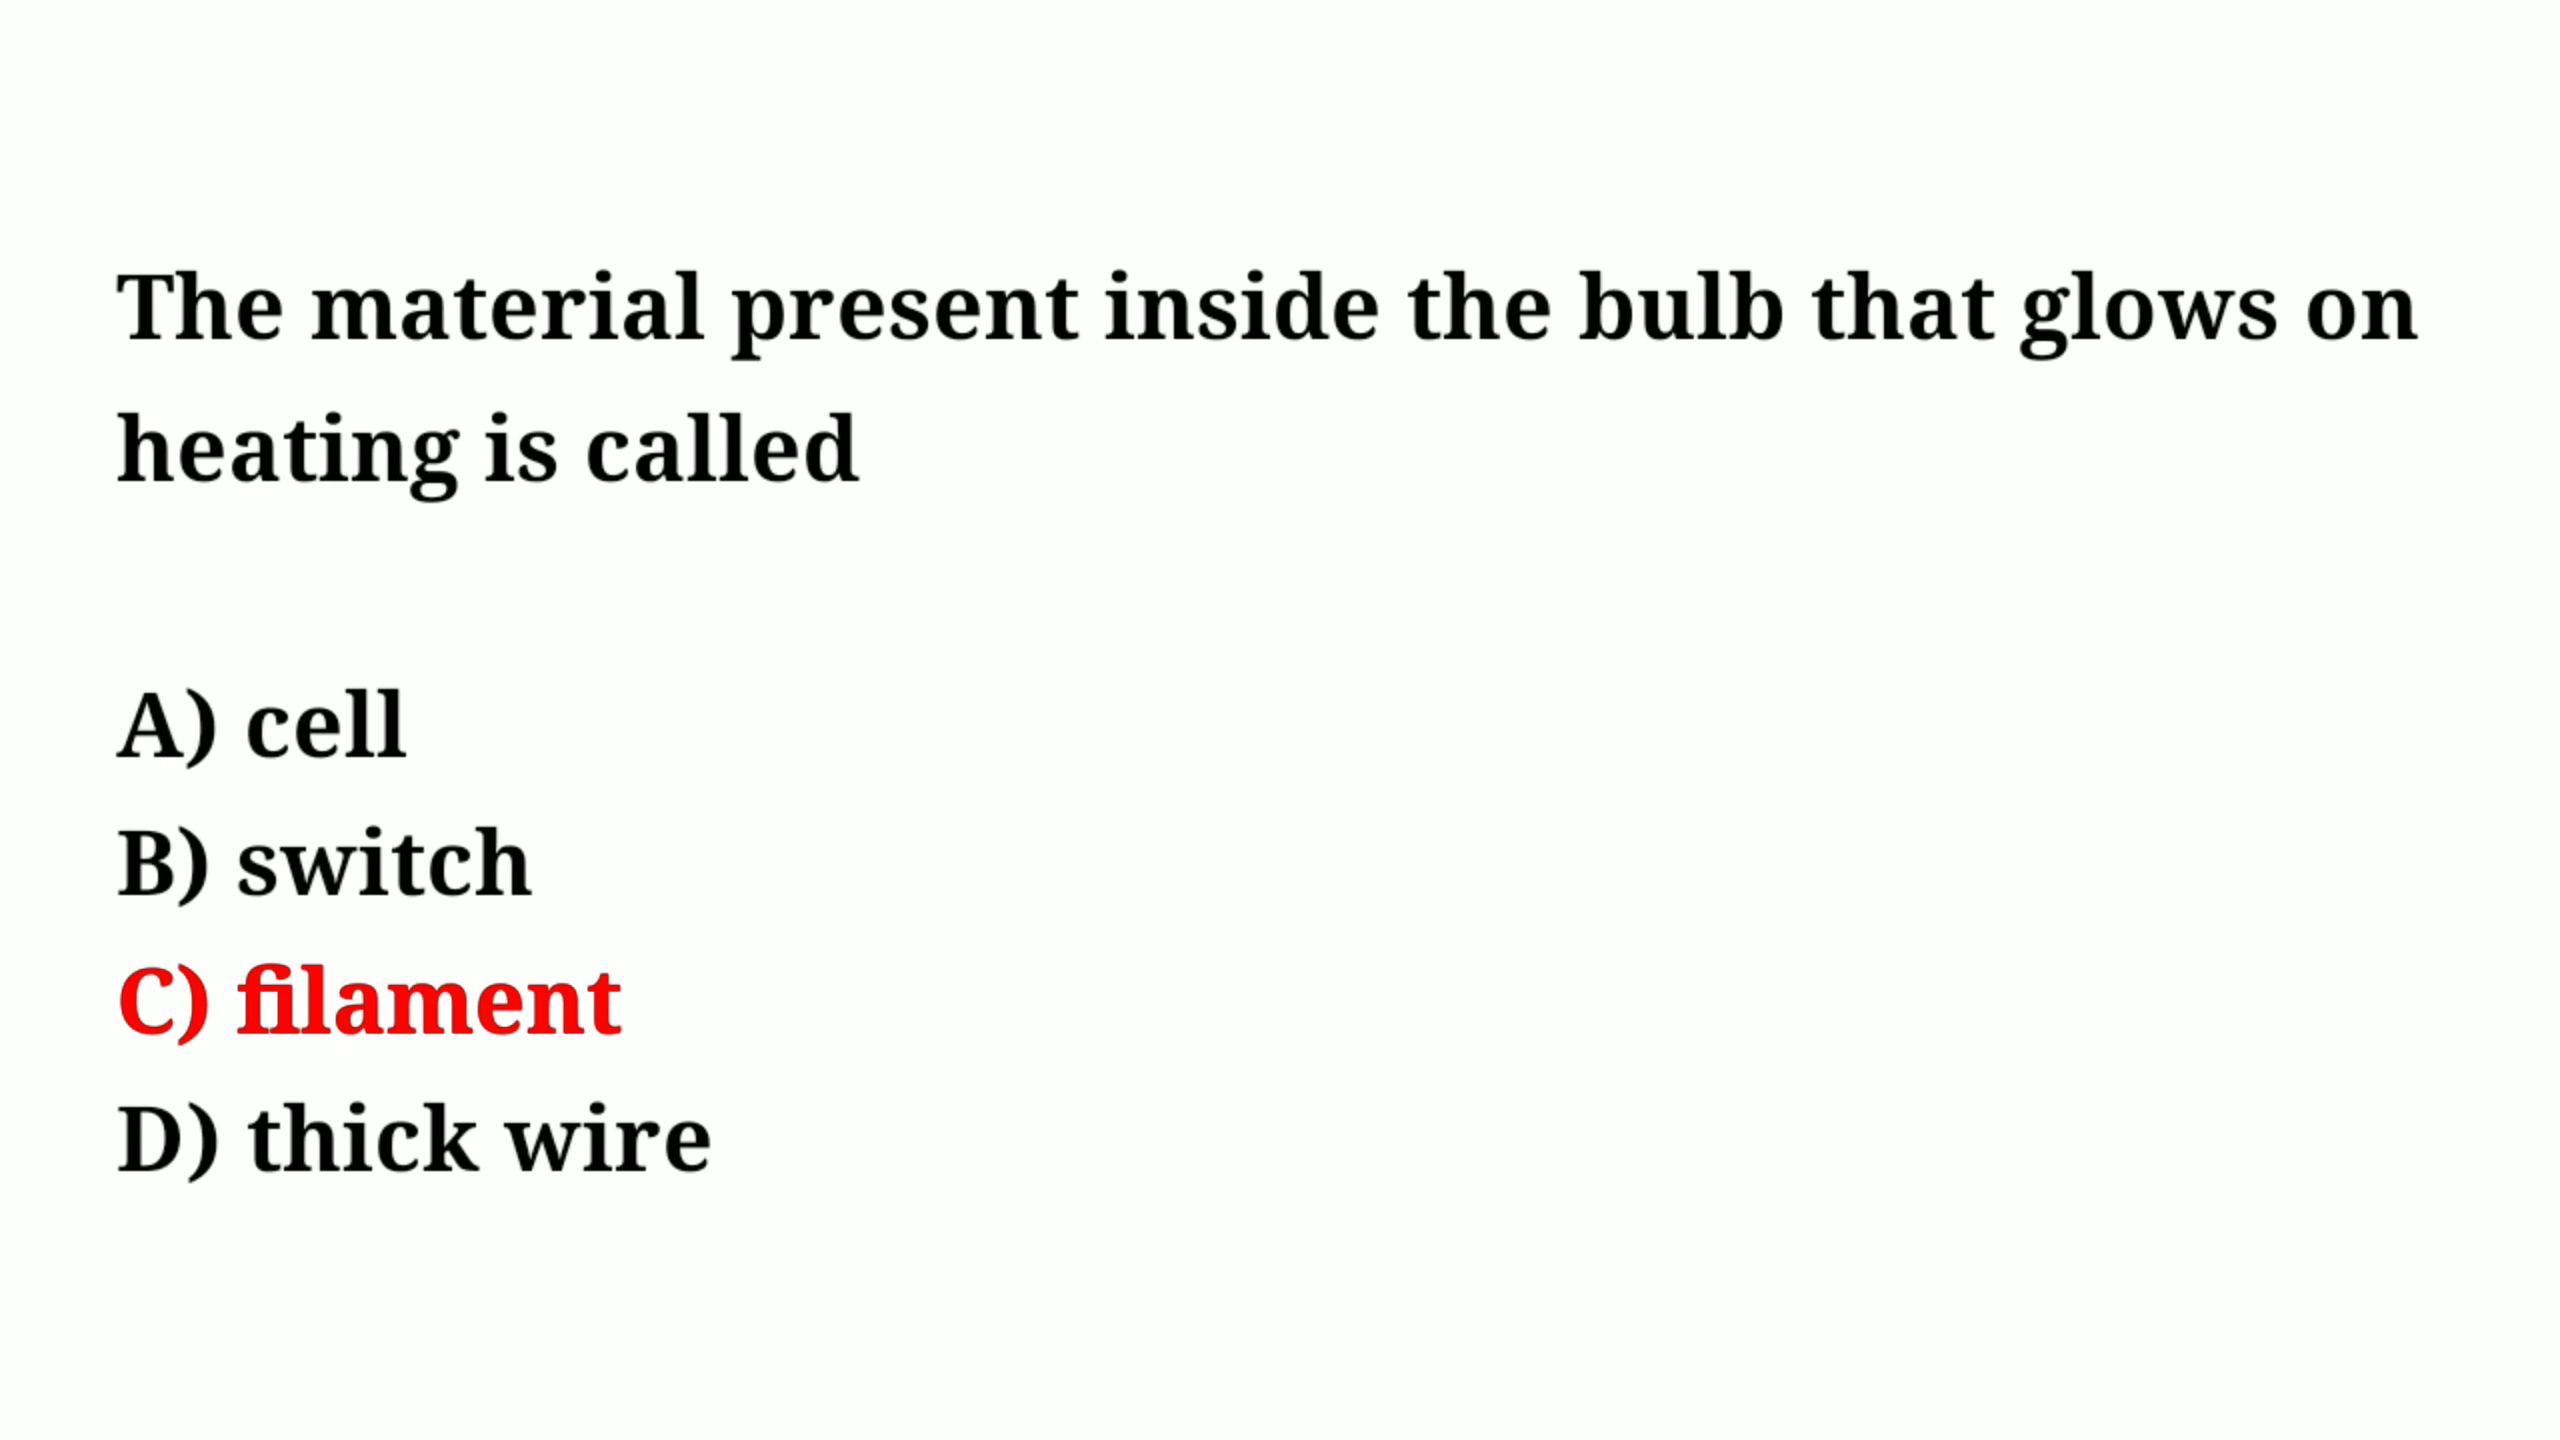 The material present inside the bulb that glows on
heating is called
A) cell
B) switch
C) filament
D) thick wire